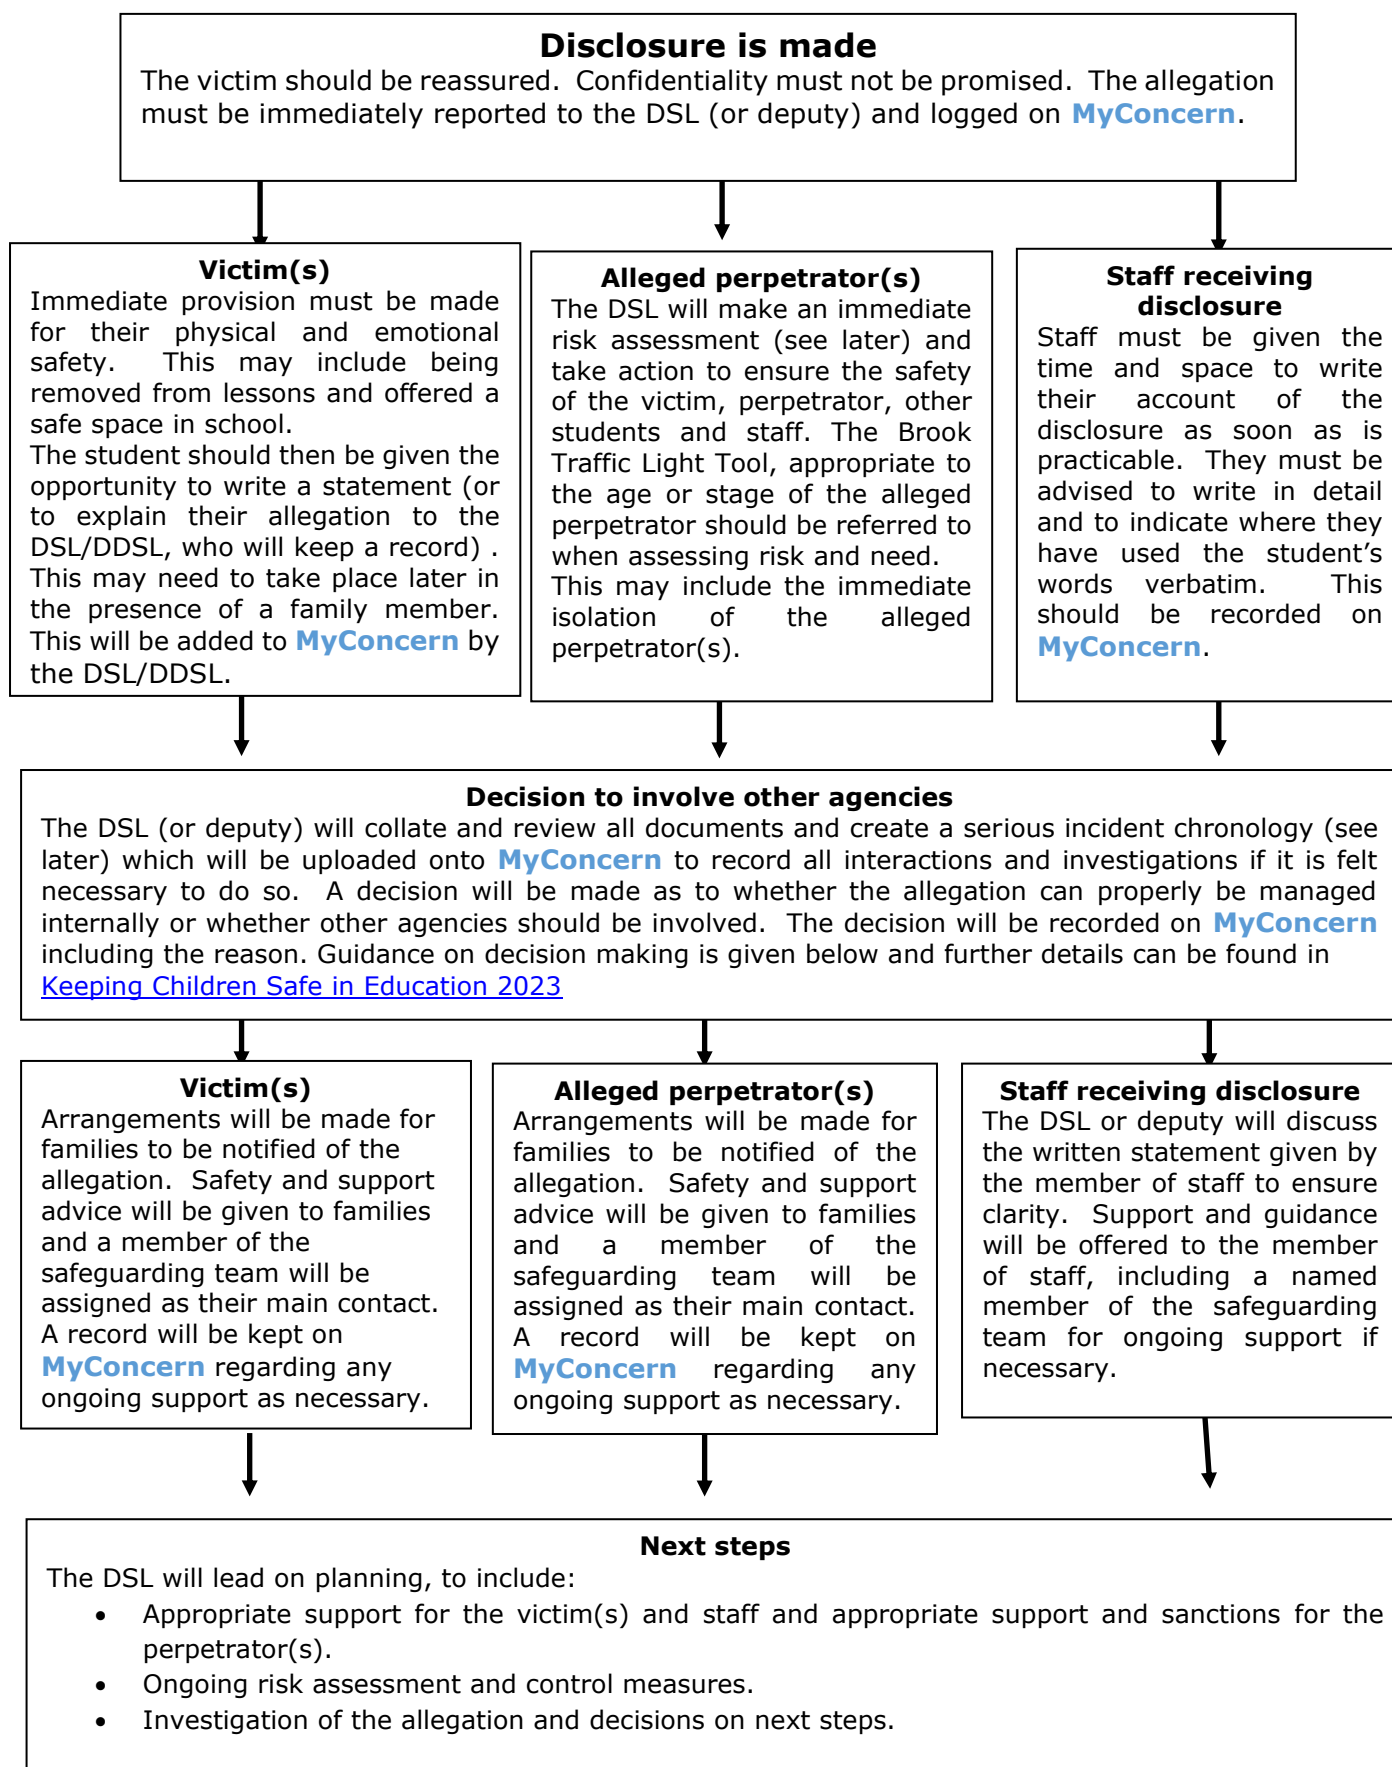 Disclosure is made
The victim should be reassured. Confidentiality must not be promised. The allegation
must be immediately reported to the DSL (or deputy) and logged on MyConcern.
Victim(s)
Immediate provision must be made
for their physical and emotional
safety. This may include being
removed from lessons and offered a
safe space in school.
The student should then be given the
opportunity to write a statement (or
to explain their allegation to the
DSL/DDSL, who will keep a record) .
This may need to take place later in
the presence of a family member.
This will be added to MyConcern by
the DSL/DDSL.
Alleged perpetrator(s)
The DSL will make an immediate
risk assessment (see later) and
take action to ensure the safety
of the victim, perpetrator, other
students and staff. The Brook
Traffic Light Tool, appropriate to
the age or stage of the alleged
perpetrator should be referred to
when assessing risk and need.
This may include the immediate
isolation of the alleged
perpetrator(s).
Staff receiving
disclosure
Staff must be given the
time and space to write
their account of the
disclosure as soon as is
practicable. They must be
advised to write in detail
and to indicate where they
have used the student's
words verbatim. This
should be recorded on
MyConcern.
Decision to involve other agencies
The DSL (or deputy) will collate and review all documents and create a serious incident chronology (see
later) which will be uploaded onto MyConcern to record all interactions and investigations if it is felt
necessary to do so. A decision will be made as to whether the allegation can properly be managed
internally or whether other agencies should be involved. The decision will be recorded on MyConcern
including the reason. Guidance on decision making is given below and further details can be found in
Keeping Children Safe in Education 2023
Victim(s)
Arrangements will be made for
families to be notified of the
allegation. Safety and support
advice will be given to families
and a member of the
safeguarding team will be
assigned as their main contact.
A record will be kept on
MyConcern regarding any
ongoing support as necessary.
Alleged perpetrator(s)
Arrangements will be made for
families to be notified of the
allegation. Safety and support
advice will be given to families
and a member of the
safeguarding team will be
assigned as their main contact.
A record will be kept on
MyConcern regarding any
ongoing support as necessary.
Staff receiving disclosure
The DSL or deputy will discuss
the written statement given by
the member of staff to ensure
clarity. Support and guidance
will be offered to the member
of staff, including a named
member of the safeguarding
team for ongoing support if
necessary.
Next steps
The DSL will lead on planning, to include:
• Appropriate support for the victim(s) and staff and appropriate support and sanctions for the
perpetrator(s).
• Ongoing risk assessment and control measures.
• Investigation of the allegation and decisions on next steps.